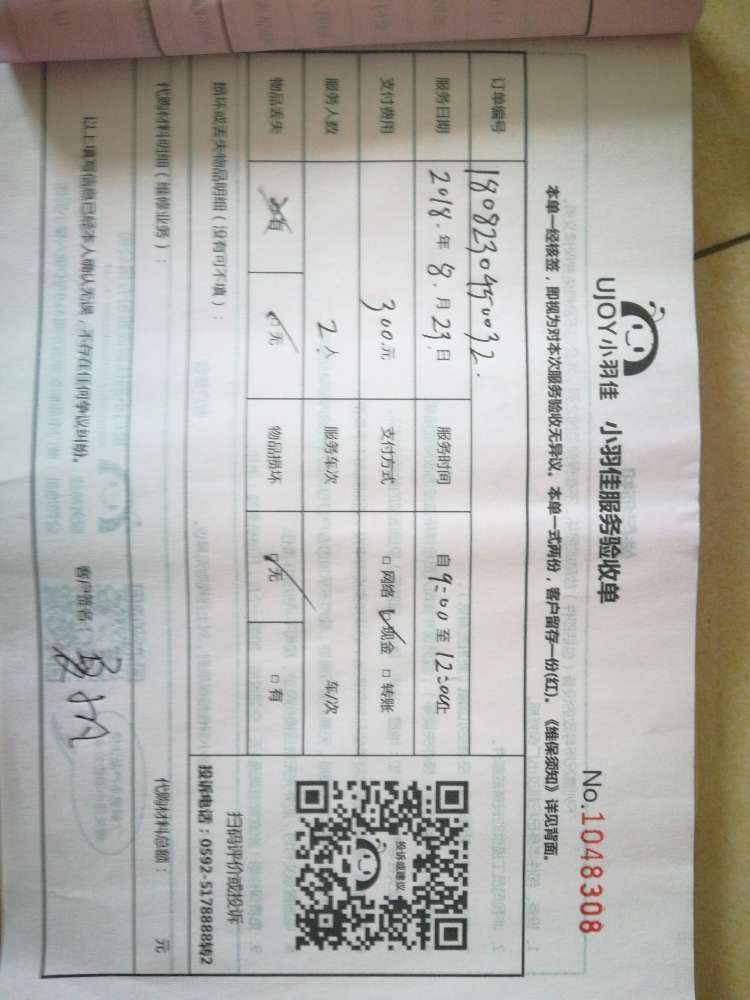 UJOY小羽佳 小羽佳服务验收单
No.1048308
本单一经核签，即视为对本次服务验收无异议。本单一式两份，客户留存一份(红)。《维保须知》详见背面。
订单编号 1808230450032
服务日期 2018.年8.月23.日 服务时间 自9:00至12:00止
支付费用 300.元 支付方式 □网络 □现金 □转账
服务人数 2人 服务车次 车/次
物品丢失 □有 □无 物品损坏 □无 □有
投诉或建议
扫码评价或投诉
投诉电话：0592-5178888转2
损坏或丢失物品明细（没有可不填）：
代购材料明细（维修业务）： 代购材料总额： 元
以上填写信息已经本人确认无误，不存在任何争议纠纷。 客户签名：